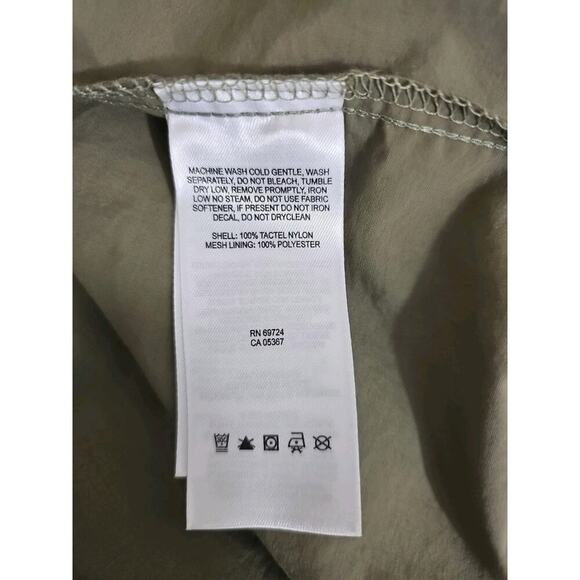 MACHINE WASH COLD GENTLE, WASH
SEPARATELY, DO NOT BLEACH, TUMBLE
DRY LOW, REMOVE PROMPTLY, IRON
LOW NO STEAM, DO NOT USE FABRIC
SOFTENER, IF PRESENT DO NOT IRON
DECAL, DO NOT DRYCLEAN
SHELL: 100% TACTEL NYLON
MESH LINING: 100% POLYESTER
RN 69724
CA 05367